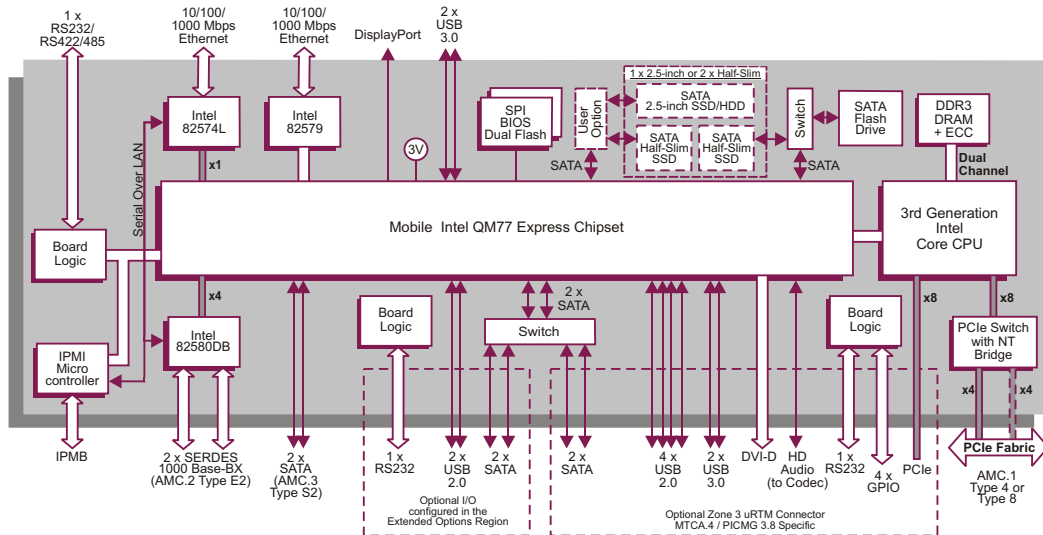 1 x
RS232/
RS422/485
10/100/
1000 Mbps
Ethernet
10/100/
1000 Mbps
Ethernet
DisplayPort
2 x
USB
3.0
1 x 2.5-inch or 2 x Half-Slim
Intel
82574L
Intel
82579
SPI
BIOS
Dual Flash
User
Option
SATA
2.5-inch SSD/HDD
SATA
Half-Slim
SSD
SATA
Half-Slim
SSD
Switch
SATA
Flash
Drive
DDR3
DRAM
+ ECC
3V
SATA
SATA
Dual
Channel
x1
Serial Over LAN
Mobile Intel QM77 Express Chipset
3rd Generation
Intel
Core CPU
Board
Logic
x4
x8
x8
2 x
SATA
Board
Logic
Switch
Board
Logic
PCIe Switch
with NT
Bridge
Intel
82580DB
IPMI
Micro
controller
x4
x4
IPMB
2 x SERDES
1000 Base-BX
(AMC.2 Type E2)
2 x
SATA
(AMC.3
Type S2)
1 x
RS232
2 x
USB
2.0
2 x
SATA
2 x
SATA
4 x
USB
2.0
2 x
USB
3.0
DVI-D
HD
Audio
(to Codec)
1 x
RS232
4 x
GPIO
PCIe
PCIe Fabric
AMC.1
Type 4 or
Type 8
Optional I/O
configured in the
Extended Options Region
Optional Zone 3 uRTM Connector
MTCA.4 / PICMG 3.8 Specific